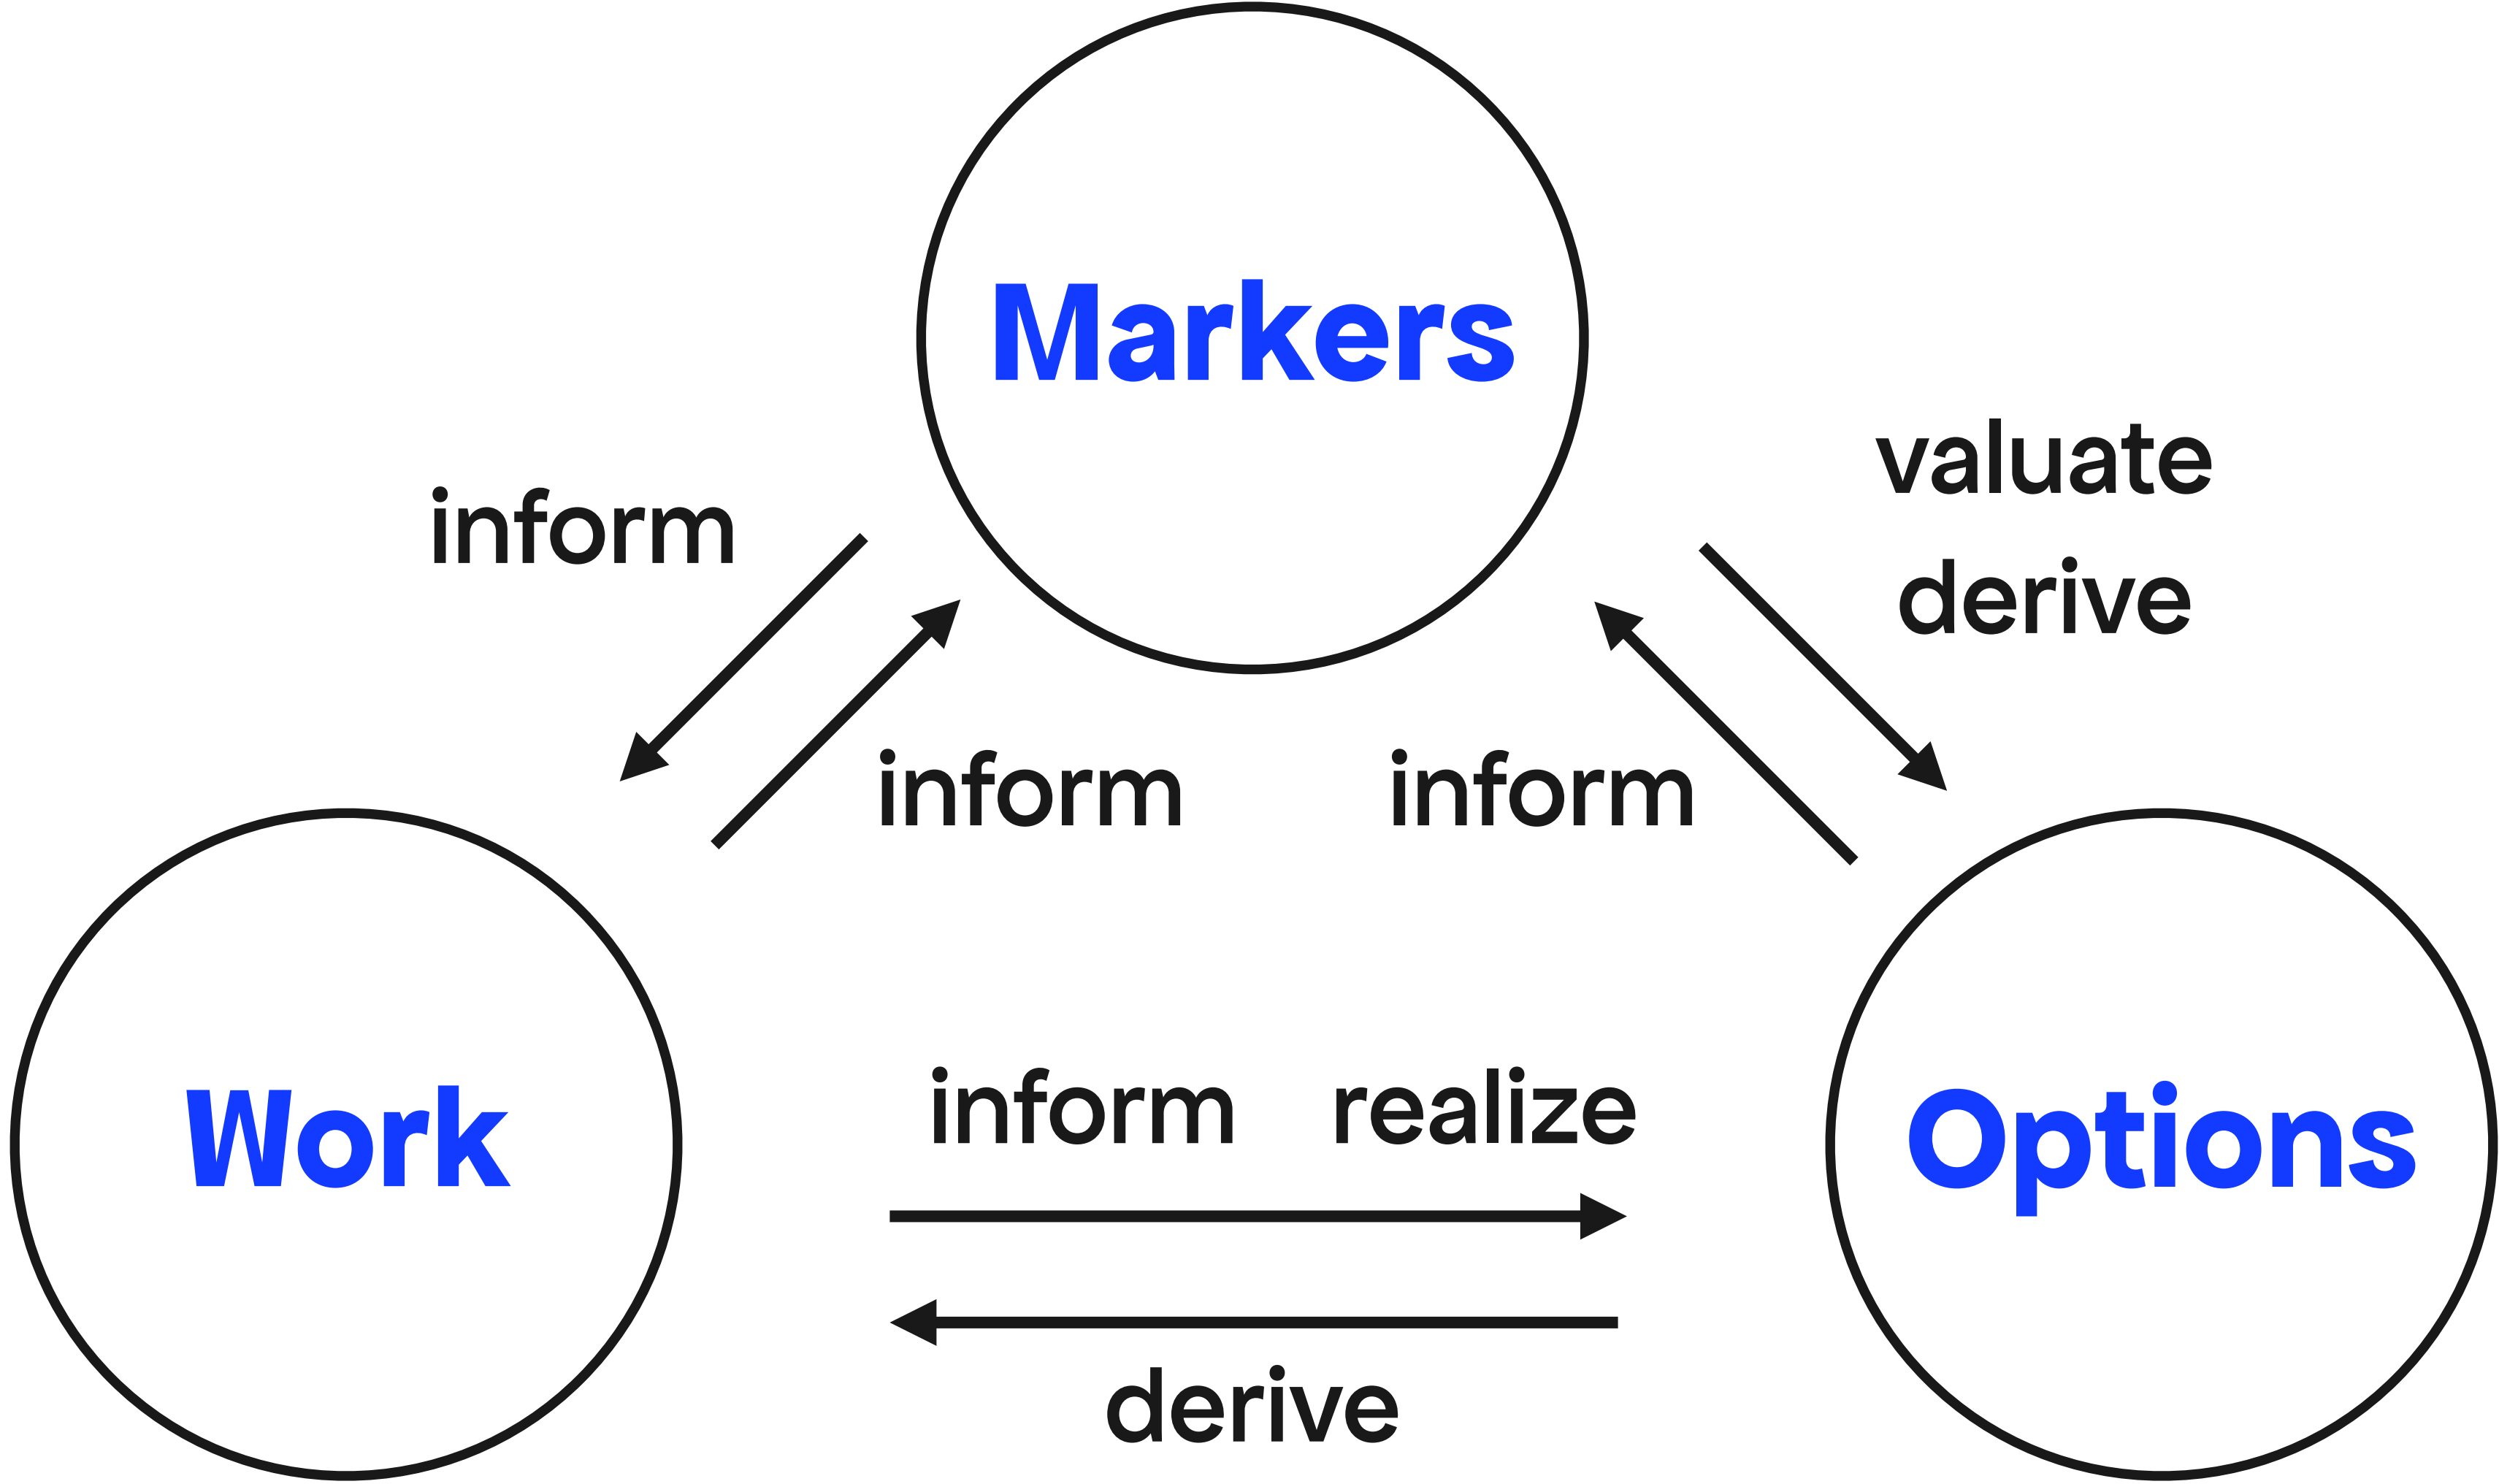 Markers
valuate
derive
inform
inform
inform
inform realize
Work
Options
derive